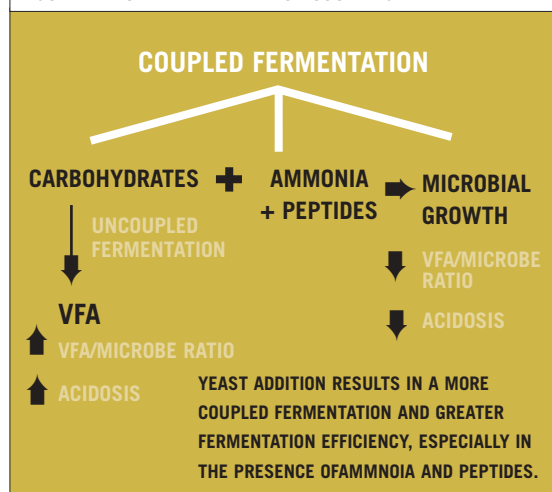 COUPLED FERMENTATION
CARBOHYDRATES + AMMONIA
+ PEPTIDES
MICROBIAL
GROWTH
UNCOUPLED
FERMENTATION
VFA
VFA/MICROBE RATIO
ACIDOSIS
VFA/MICROBE
RATIO
ACIDOSIS
YEAST ADDITION RESULTS IN A MORE
COUPLED FERMENTATION AND GREATER
FERMENTATION EFFICIENCY, ESPECIALLY IN
THE PRESENCE OFAMMNOIA AND PEPTIDES.